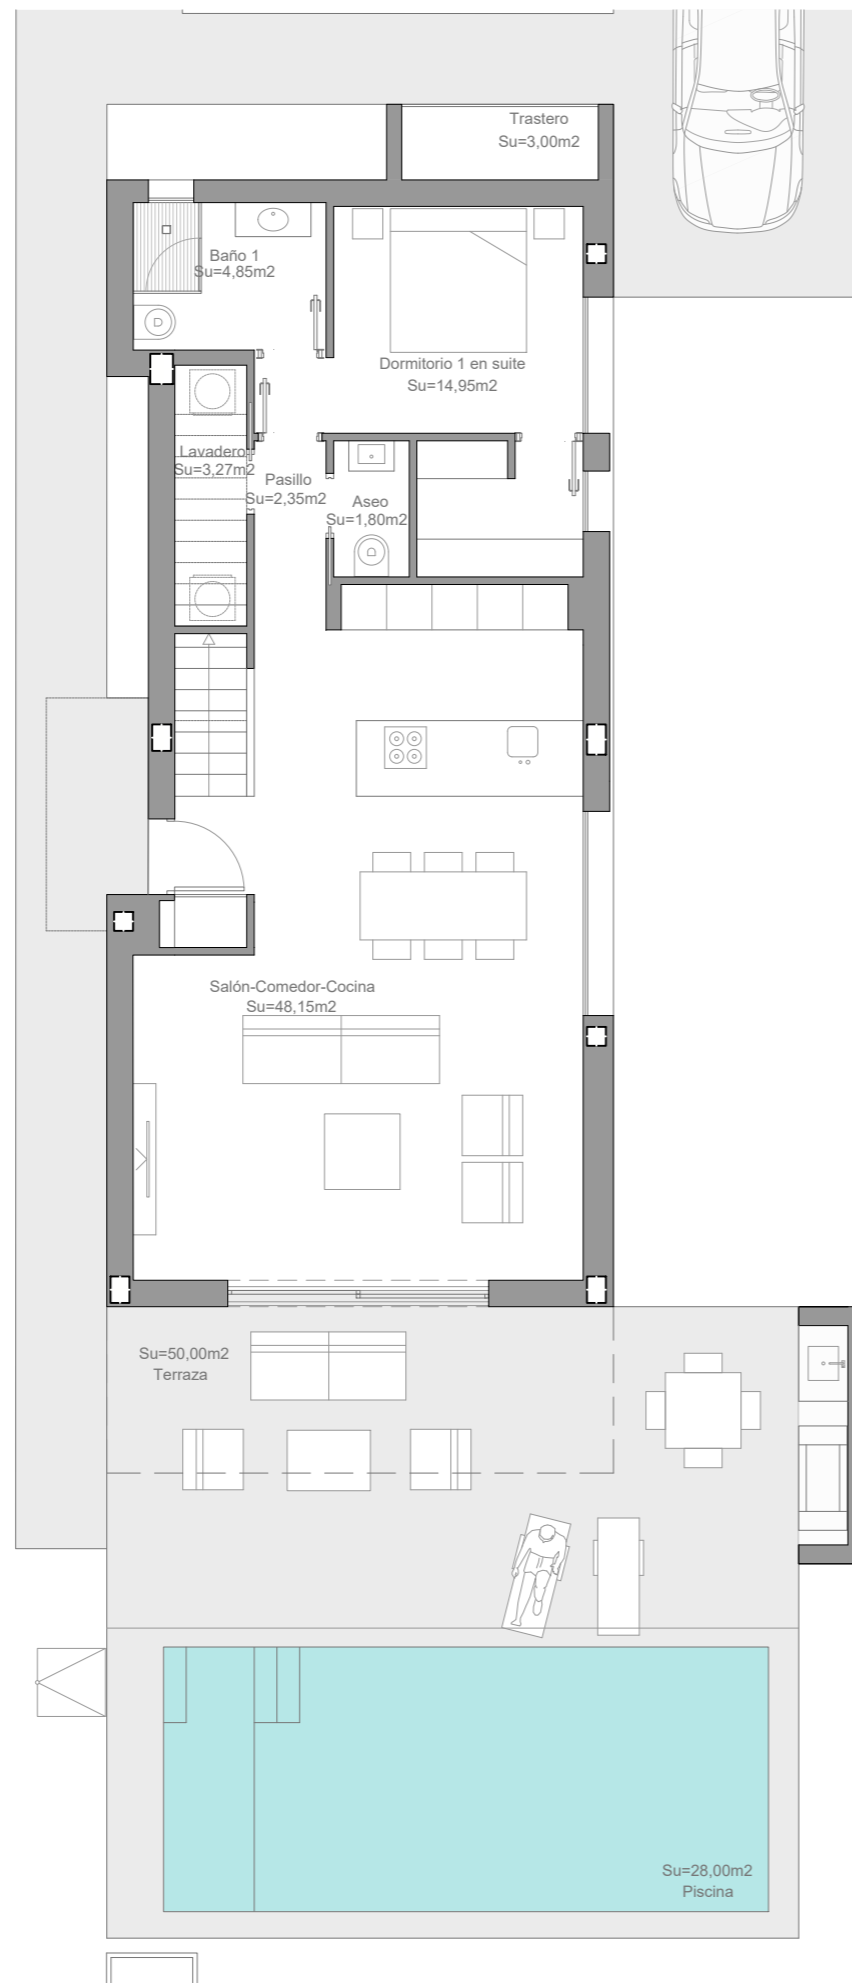 Trastero
Su=3,00m2
Baño 1
Su=4,85m2
Dormitorio 1 en suite
Su=14,95m2
Lavadero
Su=3,27m2
Pasillo
Su=2,35m2
Aseo
Su=1,80m2
Salón-Comedor-Cocina
Su=48,15m2
Su=50,00m2
Terraza
Su=28,00m2
Piscina